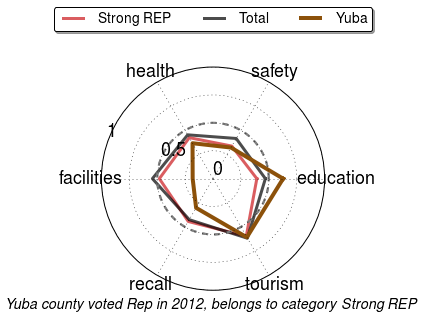 Strong REP Total Yuba
health safety
1
0.5
0
facilities education
recall tourism
Yuba county voted Rep in 2012, belongs to category Strong REP